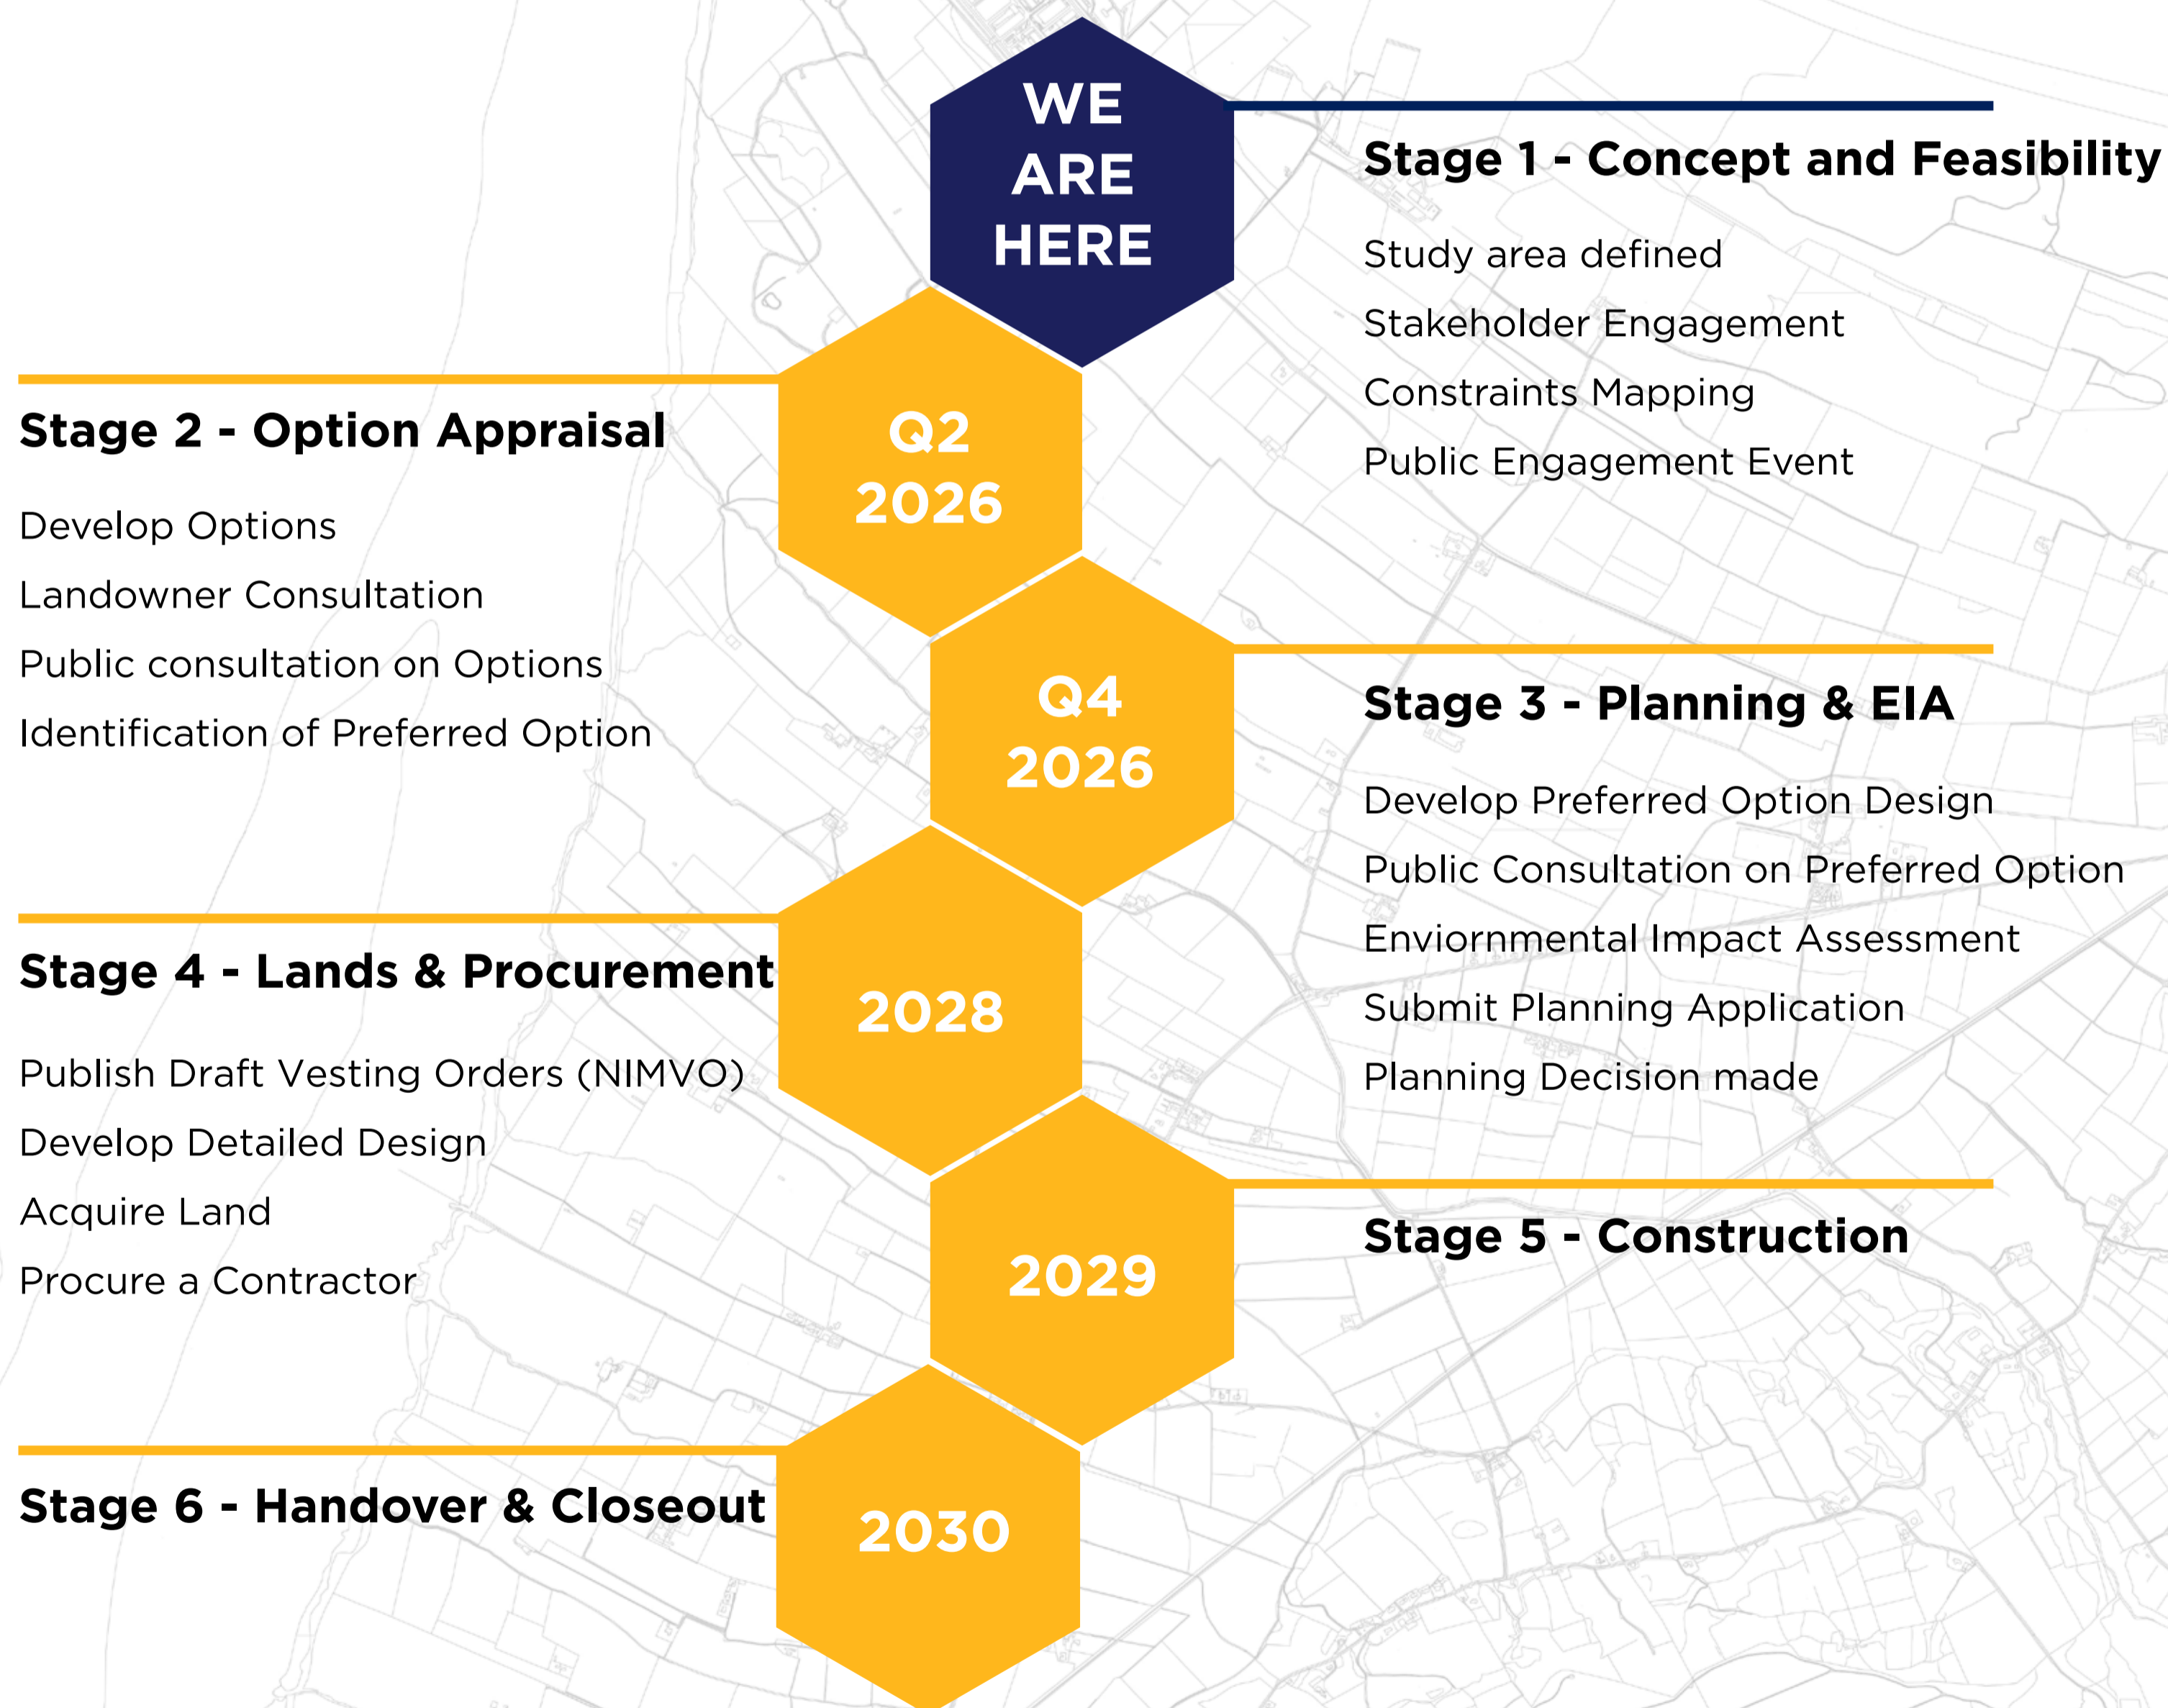 WE
ARE
HERE
Stage 1 - Concept and Feasibility
Study area defined
Stakeholder Engagement
Constraints Mapping
Public Engagement Event
Q2
2026
Stage 2 - Option Appraisal
Develop Options
Landowner Consultation
Public consultation on Options
Identification of Preferred Option
Q4
2026
Stage 3 - Planning & EIA
Develop Preferred Option Design
Public Consultation on Preferred Option
Enviornmental Impact Assessment
Submit Planning Application
Planning Decision made
2028
Stage 4 - Lands & Procurement
Publish Draft Vesting Orders (NIMVO)
Develop Detailed Design
Acquire Land
Procure a Contractor
2029
Stage 5 - Construction
2030
Stage 6 - Handover & Closeout